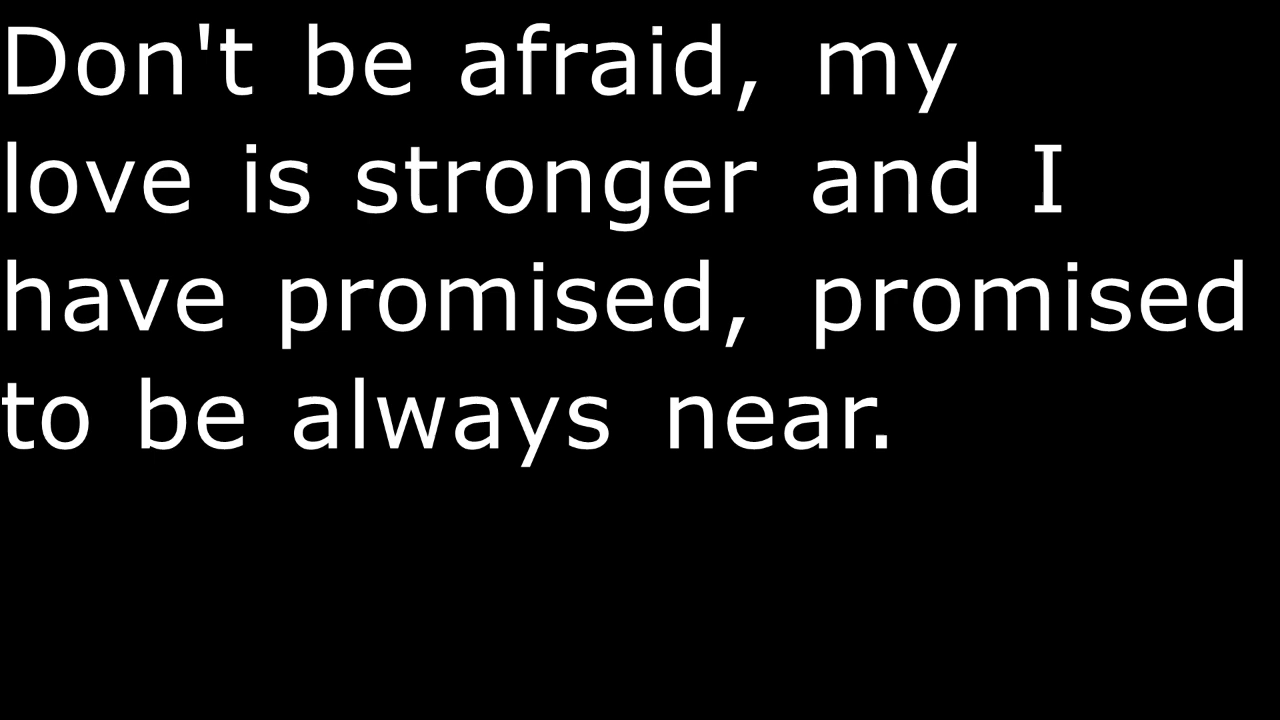 Don't be afraid, my
love is stronger and I
have promised, promised
to be always near.